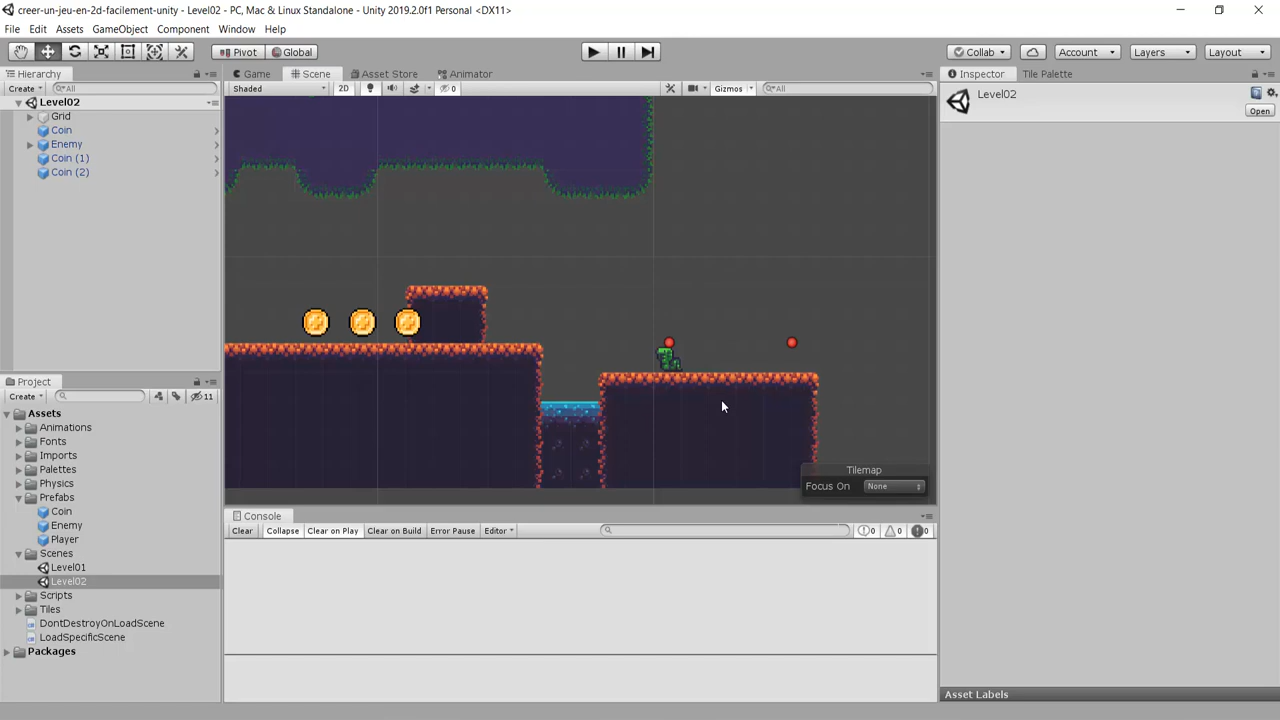 creer-un-jeu-en-2d-facilement-unity - Level02 - PC, Mac & Linux Standalone - Unity 2019.2.0f1 Personal <DX11>
File Edit Assets GameObject Component Window Help
Pivot Global Collab Account Layers Layout
Hierarchy Game Scene Asset Store Animator Inspector Tile Palette
Create All Shaded 2D 0 Gizmos All
Level02 Level02
Open
Grid
Coin
Enemy
Coin (1)
Coin (2)
Project
Create 11
Assets
Animations
Fonts
Imports
Palettes
Physics
Prefabs
Coin
Enemy
Player
Scenes
Level01
Level02
Scripts
Tiles
DontDestroyOnLoadScene
LoadSpecificScene
Packages
Tilemap
Focus On None
Console
Clear Collapse Clear on Play Clear on Build Error Pause Editor 0 0 0
Asset Labels